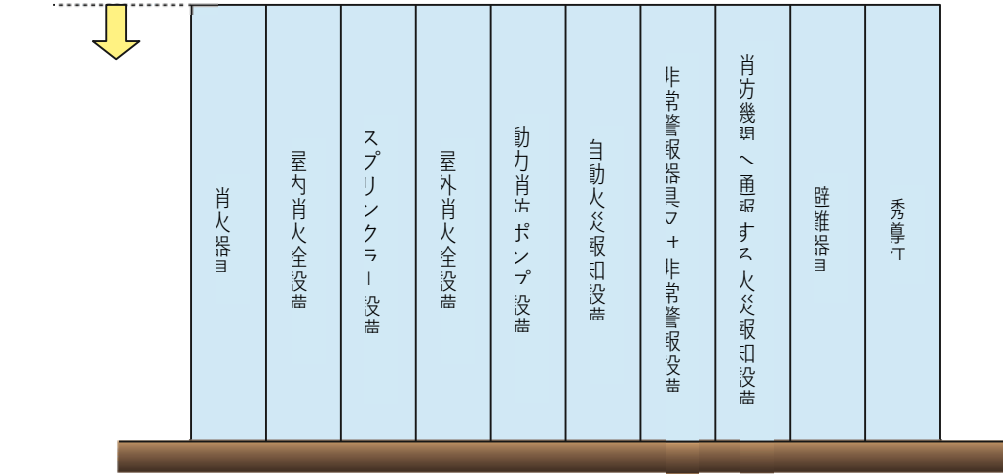 消火器具
屋内消火栓設備
スプリンクラー設備
屋外消火栓設備
動力消防ポンプ設備
自動火災報知設備
非常警報器具又は非常警報設備
消防機関へ通報する火災報知設備
避難器具
誘導灯